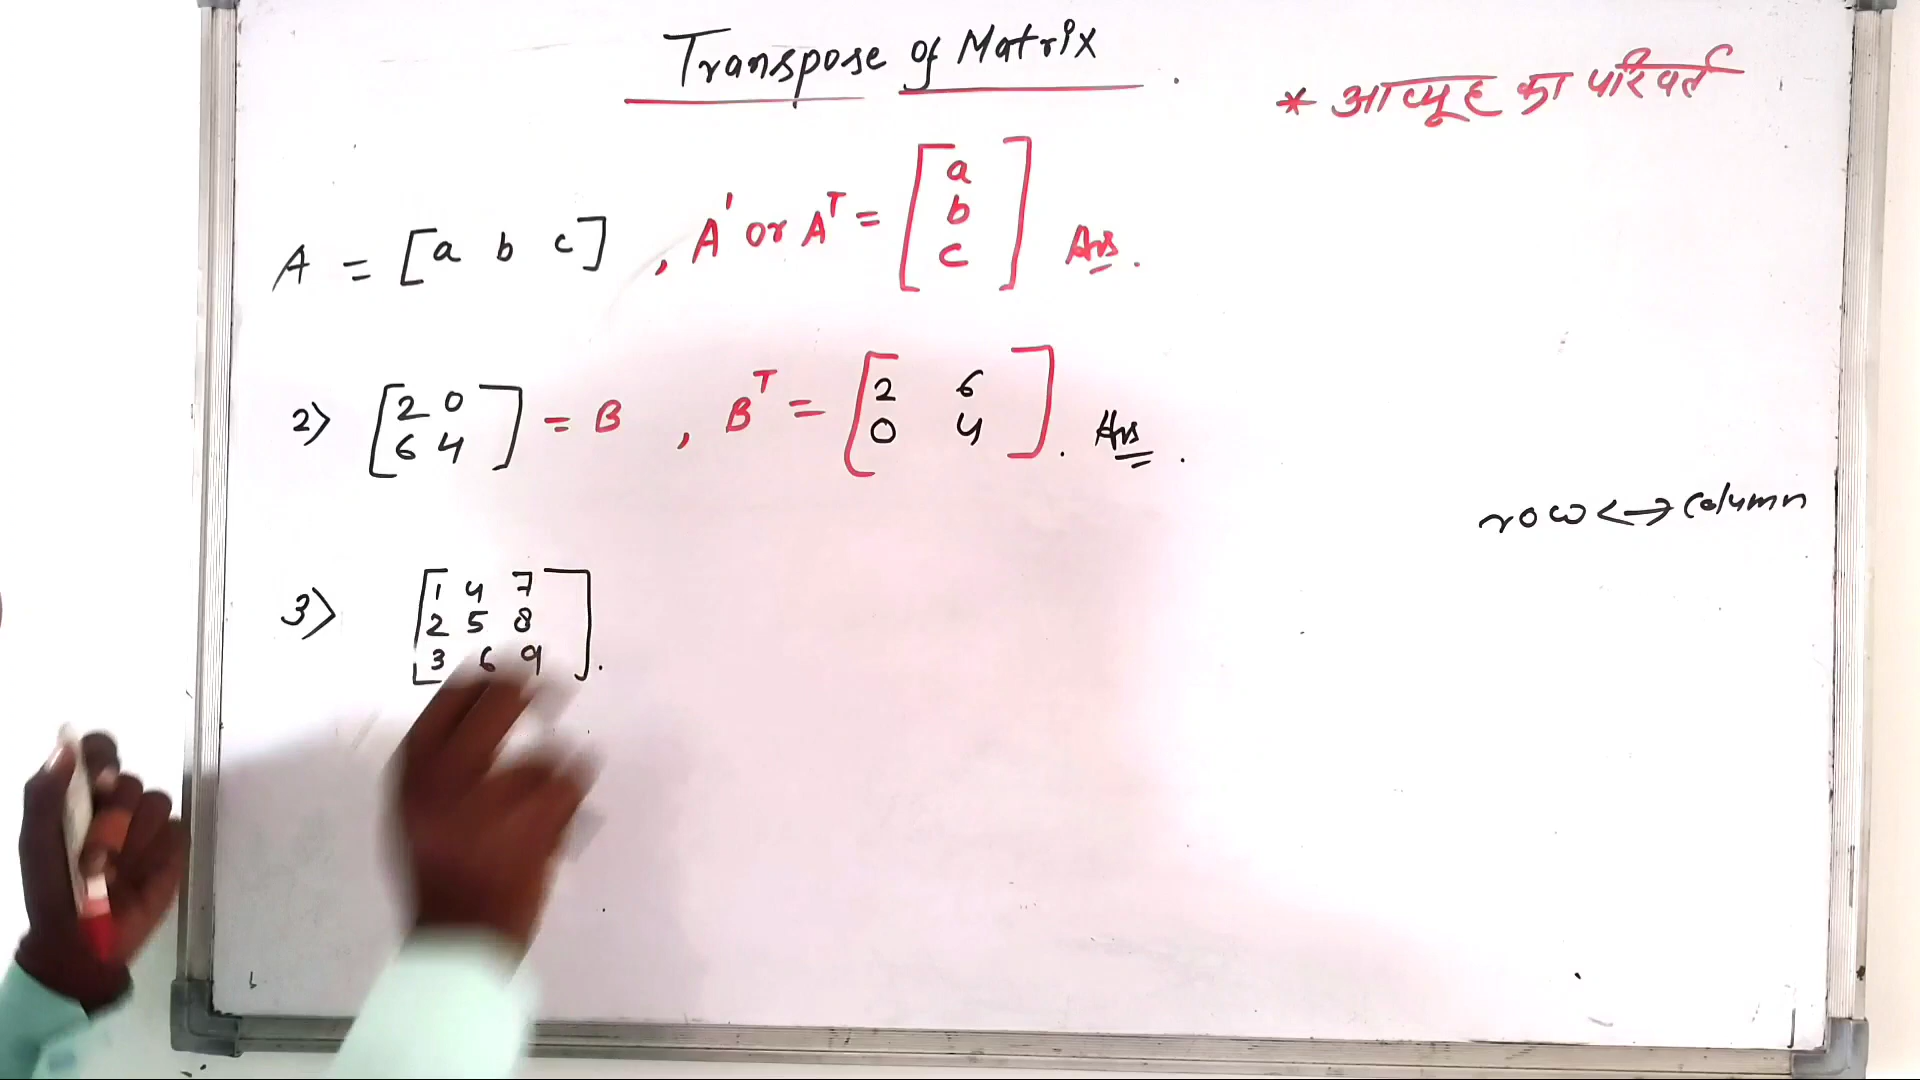 Transpose of Matrix
* आव्यूह का परिवर्त
A = [a b c] , A' or A^T = [a
b
c] Ans.
2) [2 0
6 4] = B , B^T = [2 6
0 4]. Ans.
row <-> column
3) [1 4 7
2 5 8
3 6 9].